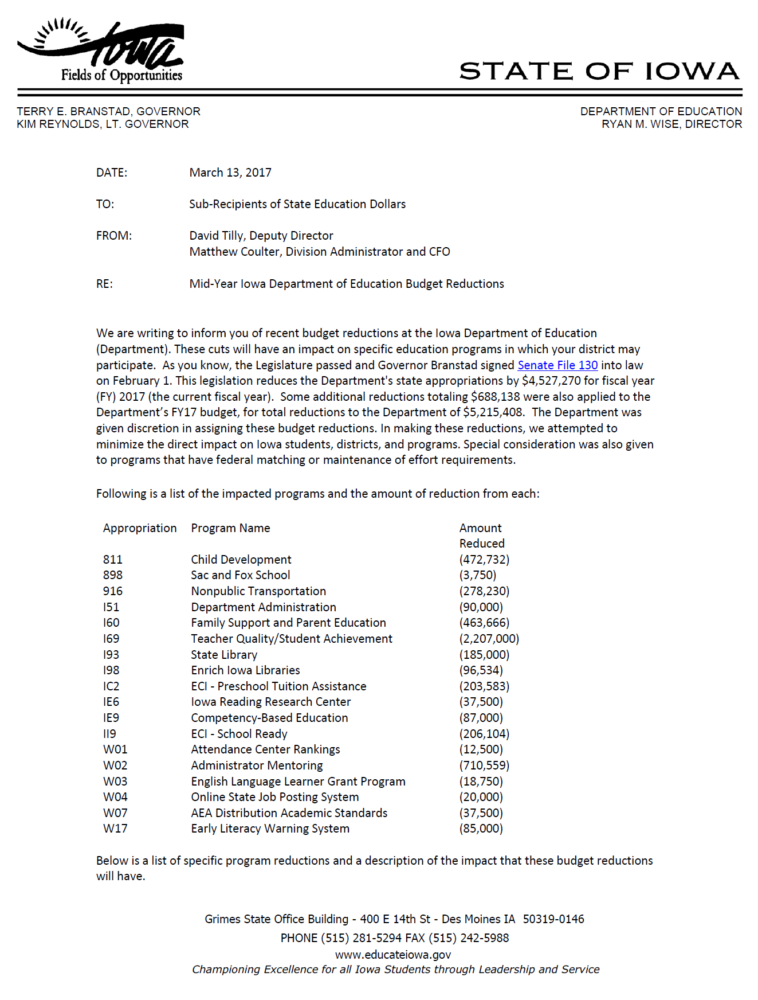 Iowa
Fields of Opportunities
STATE OF IOWA
TERRY E. BRANSTAD, GOVERNOR
KIM REYNOLDS, LT. GOVERNOR
DEPARTMENT OF EDUCATION
RYAN M. WISE, DIRECTOR
DATE: March 13, 2017
TO: Sub-Recipients of State Education Dollars
FROM: David Tilly, Deputy Director
Matthew Coulter, Division Administrator and CFO
RE: Mid-Year Iowa Department of Education Budget Reductions
We are writing to inform you of recent budget reductions at the Iowa Department of Education
(Department). These cuts will have an impact on specific education programs in which your district may
participate.  As you know, the Legislature passed and Governor Branstad signed Senate File 130 into law
on February 1. This legislation reduces the Department's state appropriations by $4,527,270 for fiscal year
(FY) 2017 (the current fiscal year).  Some additional reductions totaling $688,138 were also applied to the
Department’s FY17 budget, for total reductions to the Department of $5,215,408.  The Department was
given discretion in assigning these budget reductions. In making these reductions, we attempted to
minimize the direct impact on Iowa students, districts, and programs. Special consideration was also given
to programs that have federal matching or maintenance of effort requirements.
Following is a list of the impacted programs and the amount of reduction from each:
Appropriation Program Name Amount
Reduced
811 Child Development (472,732)
898 Sac and Fox School (3,750)
916 Nonpublic Transportation (278,230)
I51 Department Administration (90,000)
I60 Family Support and Parent Education (463,666)
I69 Teacher Quality/Student Achievement (2,207,000)
I93 State Library (185,000)
I98 Enrich Iowa Libraries (96,534)
IC2 ECI - Preschool Tuition Assistance (203,583)
IE6 Iowa Reading Research Center (37,500)
IE9 Competency-Based Education (87,000)
II9 ECI - School Ready (206,104)
W01 Attendance Center Rankings (12,500)
W02 Administrator Mentoring (710,559)
W03 English Language Learner Grant Program (18,750)
W04 Online State Job Posting System (20,000)
W07 AEA Distribution Academic Standards (37,500)
W17 Early Literacy Warning System (85,000)
Below is a list of specific program reductions and a description of the impact that these budget reductions
will have.
Grimes State Office Building - 400 E 14th St - Des Moines IA  50319-0146
PHONE (515) 281-5294 FAX (515) 242-5988
www.educateiowa.gov
Championing Excellence for all Iowa Students through Leadership and Service